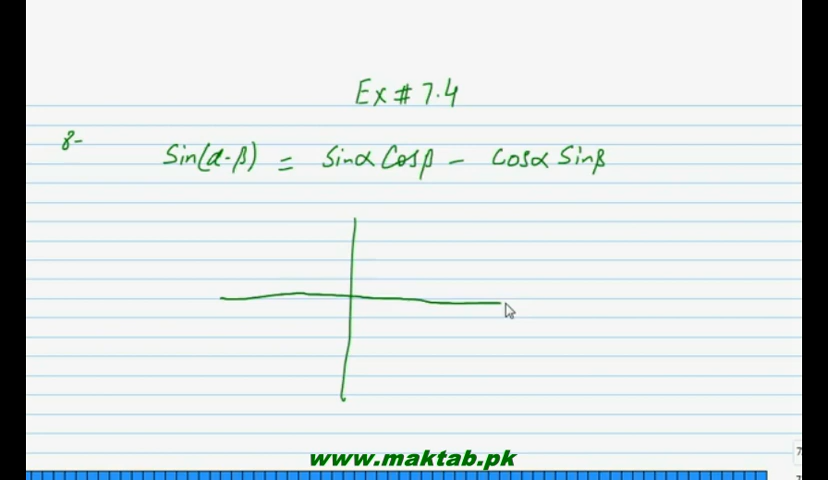 Ex # 7.4
8-
Sin(α-β) = Sinα Cosβ - Cosα Sinβ
www.maktab.pk